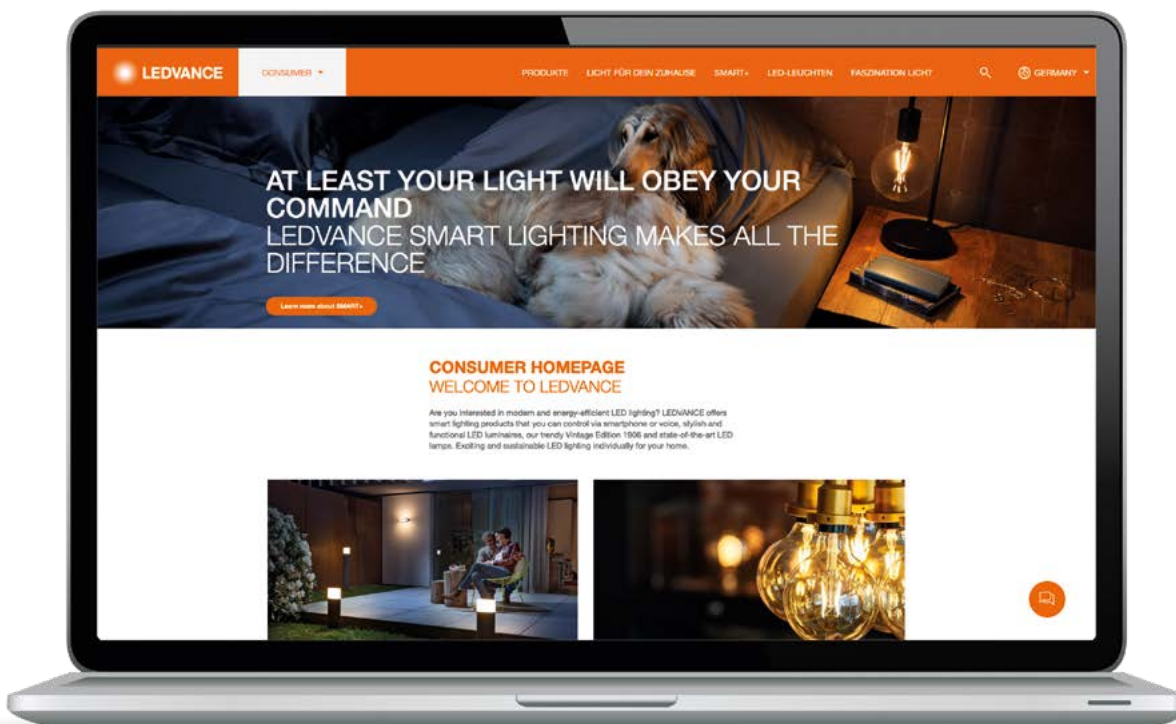 LEDVANCE
CONSUMER
PRODUKTE LICHT FÜR DEIN ZUHAUSE SMART+ LED-LEUCHTEN FASZINATION LICHT
GERMANY
AT LEAST YOUR LIGHT WILL OBEY YOUR
COMMAND
LEDVANCE SMART LIGHTING MAKES ALL THE
DIFFERENCE
Learn more about SMART+
CONSUMER HOMEPAGE
WELCOME TO LEDVANCE
Are you interested in modern and energy-efficient LED lighting? LEDVANCE offers
smart lighting products that you can control via smartphone or voice, stylish and
functional LED luminaires, our trendy Vintage Edition 1906 and state-of-the-art LED
lamps. Exciting and sustainable LED lighting individually for your home.